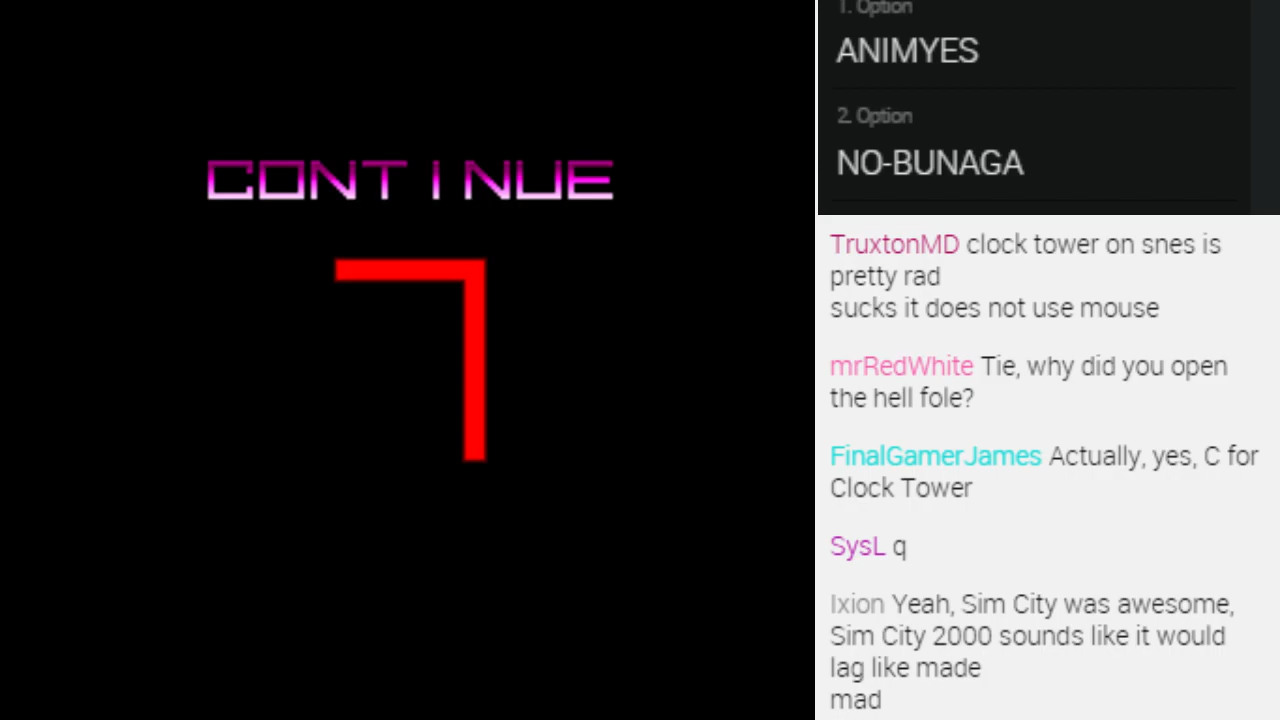 CONTINUE
7
1. Option
ANIMYES
2. Option
NO-BUNAGA
TruxtonMD clock tower on snes is
pretty rad
sucks it does not use mouse
mrRedWhite Tie, why did you open
the hell fole?
FinalGamerJames Actually, yes, C for
Clock Tower
SysL q
Ixion Yeah, Sim City was awesome,
Sim City 2000 sounds like it would
lag like made
mad